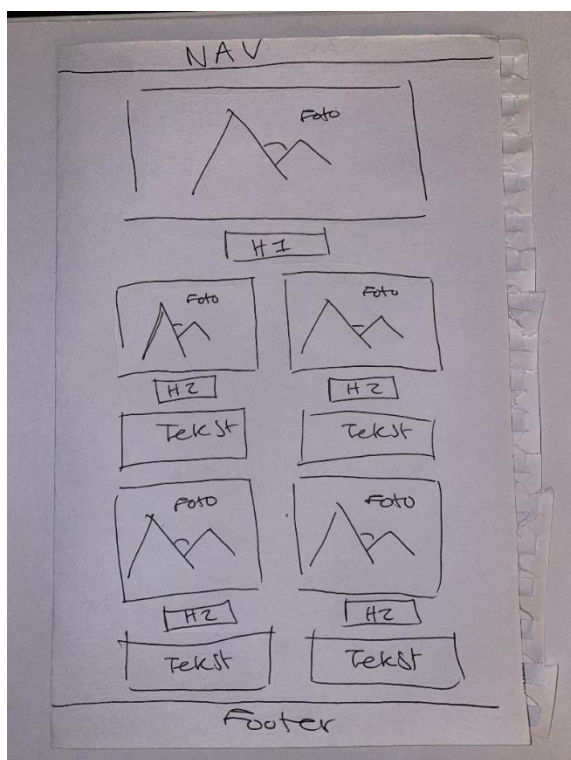 NAV
Foto
H1
Foto Foto
H2 H2
Tekst Tekst
Foto Foto
H2 H2
Tekst Tekst
Footer